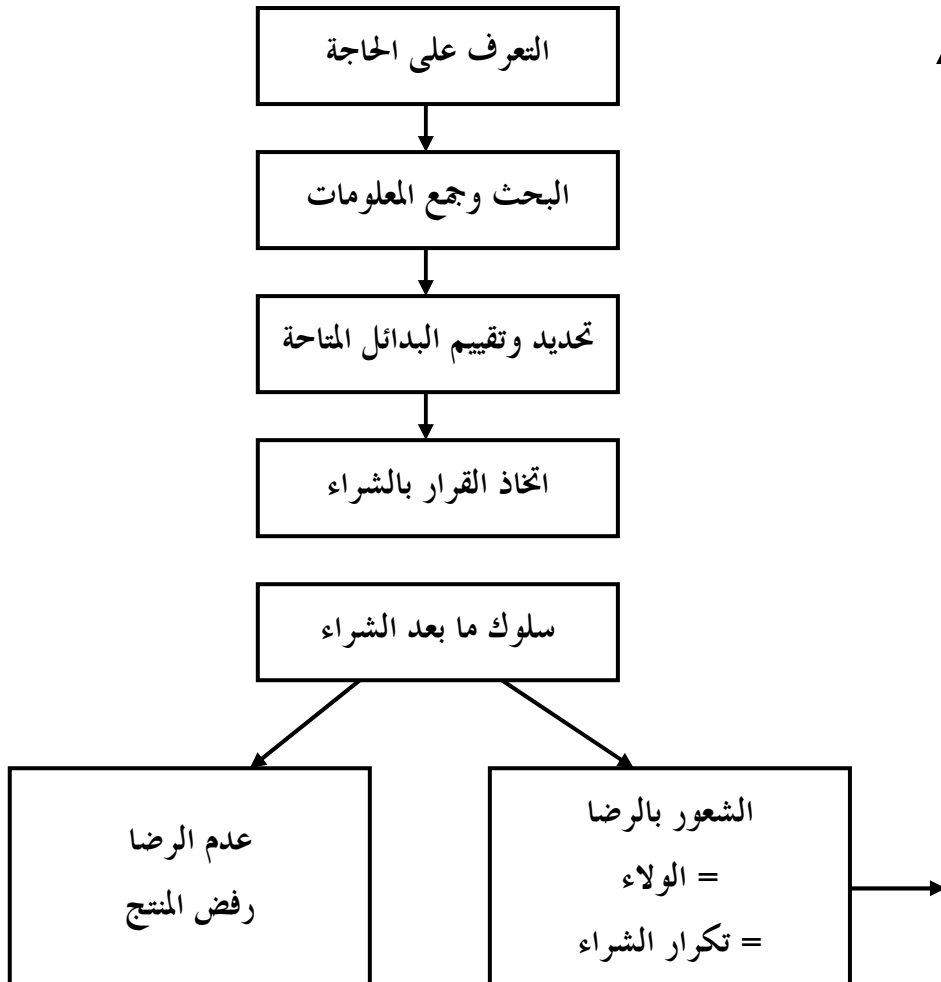 التعرف على الحاجة
البحث وجمع المعلومات
تحديد وتقييم البدائل المتاحة
اتخاذ القرار بالشراء
سلوك ما بعد الشراء
الشعور بالرضا
= الولاء
= تكرار الشراء
عدم الرضا
رفض المنتج